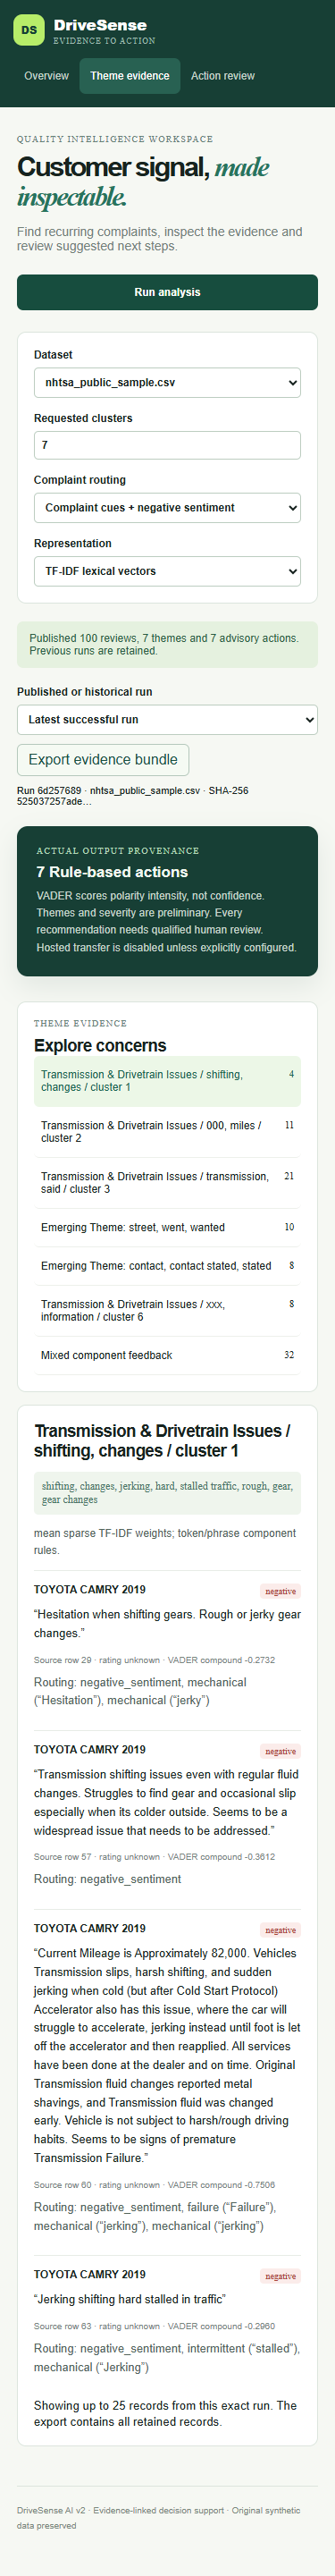 DS
DriveSense
EVIDENCE TO ACTION
Overview
Theme evidence
Action review
QUALITY INTELLIGENCE WORKSPACE
Customer signal, made
inspectable.
Find recurring complaints, inspect the evidence and
review suggested next steps.
Run analysis
Dataset
nhtsa_public_sample.csv
Requested clusters
7
Complaint routing
Complaint cues + negative sentiment
Representation
TF-IDF lexical vectors
Published 100 reviews, 7 themes and 7 advisory actions.
Previous runs are retained.
Published or historical run
Latest successful run
Export evidence bundle
Run 6d257689 · nhtsa_public_sample.csv · SHA-256
525037257ade…
ACTUAL OUTPUT PROVENANCE
7 Rule-based actions
VADER scores polarity intensity, not confidence.
Themes and severity are preliminary. Every
recommendation needs qualified human review.
Hosted transfer is disabled unless explicitly configured.
THEME EVIDENCE
Explore concerns
Transmission & Drivetrain Issues / shifting, 4
changes / cluster 1
Transmission & Drivetrain Issues / 000, miles / 11
cluster 2
Transmission & Drivetrain Issues / transmission, 21
said / cluster 3
Emerging Theme: street, went, wanted 10
Emerging Theme: contact, contact stated, stated 8
Transmission & Drivetrain Issues / xxx, 8
information / cluster 6
Mixed component feedback 32
Transmission & Drivetrain Issues /
shifting, changes / cluster 1
shifting, changes, jerking, hard, stalled traffic, rough, gear,
gear changes
mean sparse TF-IDF weights; token/phrase component
rules.
TOYOTA CAMRY 2019 negative
“Hesitation when shifting gears. Rough or jerky gear
changes.”
Source row 29 · rating unknown · VADER compound -0.2732
Routing: negative_sentiment, mechanical
(“Hesitation”), mechanical (“jerky”)
TOYOTA CAMRY 2019 negative
“Transmission shifting issues even with regular fluid
changes. Struggles to find gear and occasional slip
especially when its colder outside. Seems to be a
widespread issue that needs to be addressed.”
Source row 57 · rating unknown · VADER compound -0.3612
Routing: negative_sentiment
TOYOTA CAMRY 2019 negative
“Current Mileage is Approximately 82,000. Vehicles
Transmission slips, harsh shifting, and sudden
jerking when cold (but after Cold Start Protocol)
Accelerator also has this issue, where the car will
struggle to accelerate, jerking instead until foot is let
off the accelerator and then reapplied. All services
have been done at the dealer and on time. Original
Transmission fluid changes reported metal
shavings, and Transmission fluid was changed
early. Vehicle is not subject to harsh/rough driving
habits. Seems to be signs of premature
Transmission Failure.”
Source row 60 · rating unknown · VADER compound -0.7506
Routing: negative_sentiment, failure (“Failure”),
mechanical (“jerking”), mechanical (“jerking”)
TOYOTA CAMRY 2019 negative
“Jerking shifting hard stalled in traffic”
Source row 63 · rating unknown · VADER compound -0.2960
Routing: negative_sentiment, intermittent (“stalled”),
mechanical (“Jerking”)
Showing up to 25 records from this exact run. The
export contains all retained records.
DriveSense AI v2 · Evidence-linked decision support · Original synthetic
data preserved